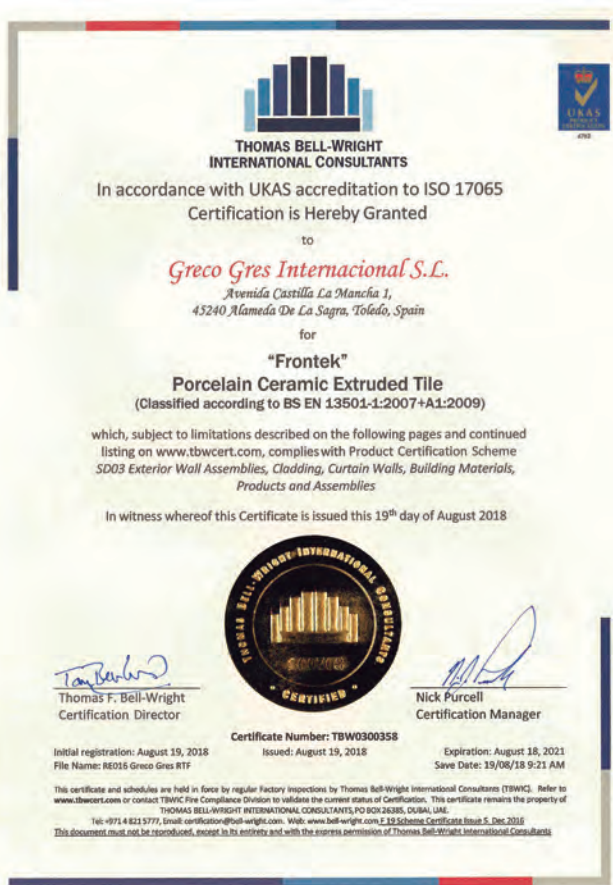 UKAS
PRODUCT
CERTIFICATION
4762
THOMAS BELL-WRIGHT
INTERNATIONAL CONSULTANTS
In accordance with UKAS accreditation to ISO 17065
Certification is Hereby Granted
to
Greco Gres Internacional S.L.
Avenida Castilla La Mancha 1,
45240 Alameda De La Sagra, Toledo, Spain
for
"Frontek"
Porcelain Ceramic Extruded Tile
(Classified according to BS EN 13501-1:2007+A1:2009)
which, subject to limitations described on the following pages and continued
listing on www.tbwcert.com, complies with Product Certification Scheme
SD03 Exterior Wall Assemblies, Cladding, Curtain Walls, Building Materials,
Products and Assemblies
In witness whereof this Certificate is issued this 19th day of August 2018
THOMAS BELL-WRIGHT INTERNATIONAL CONSULTANTS
CERTIFIED
Thomas F. Bell-Wright
Certification Director
Nick Purcell
Certification Manager
Certificate Number: TBW0300358
Initial registration: August 19, 2018 Issued: August 19, 2018 Expiration: August 18, 2021
File Name: RE016 Greco Gres RTF Save Date: 19/08/18 9:21 AM
This certificate and schedules are held in force by regular Factory inspections by Thomas Bell-Wright International Consultants (TBWIC). Refer to
www.tbwcert.com or contact TBWIC Fire Compliance Division to validate the current status of Certification. This certificate remains the property of
THOMAS BELL-WRIGHT INTERNATIONAL CONSULTANTS, PO BOX 26385, DUBAI, UAE.
Tel: +971 4 821 5777, Email: certification@bell-wright.com. Web: www.bell-wright.com F 19 Scheme Certificate Issue 5. Dec 2016
This document must not be reproduced, except in its entirety and with the express permission of Thomas Bell-Wright International Consultants